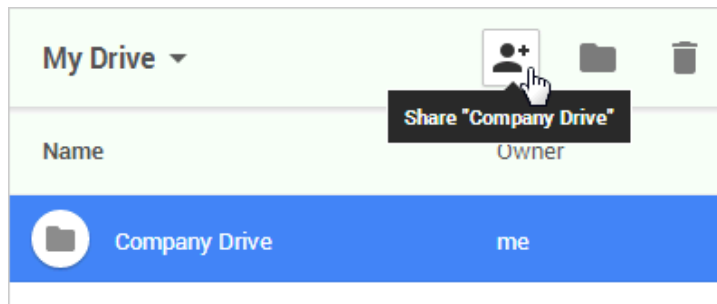 My Drive
Share "Company Drive"
Name Owner
Company Drive me